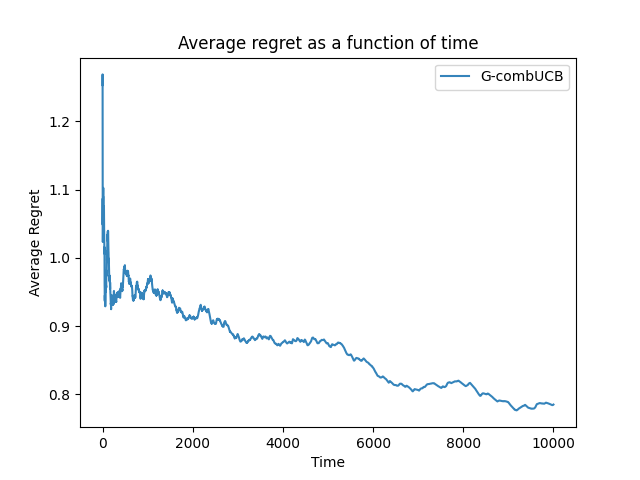 Average regret as a function of time
G-combUCB
1.2
1.1
1.0
0.9
0.8
Average Regret
0
2000
4000
6000
8000
10000
Time